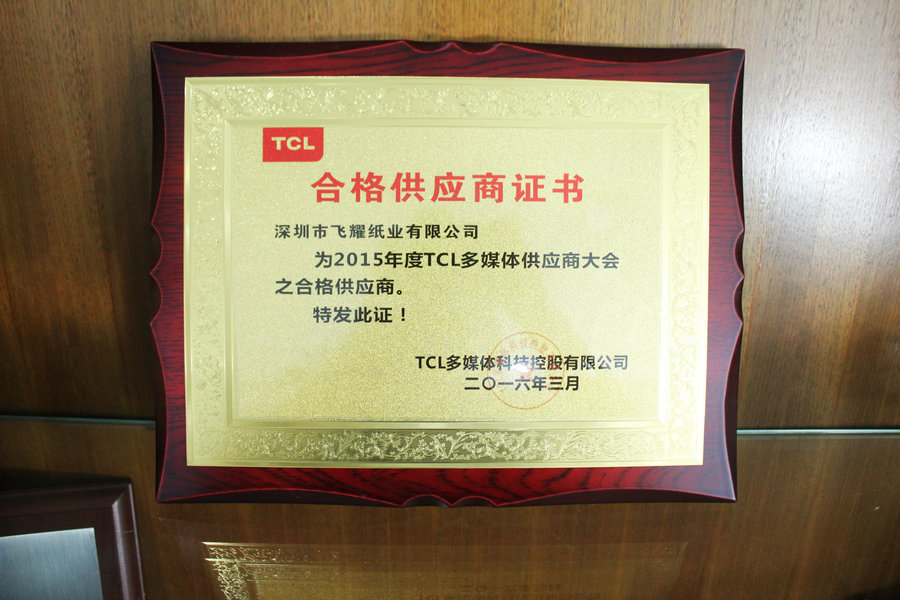 TCL
合格供应商证书
深圳市飞耀纸业有限公司
为2015年度TCL多媒体供应商大会
之合格供应商。
特发此证！
TCL多媒体科技控股有限公司
二〇一六年三月